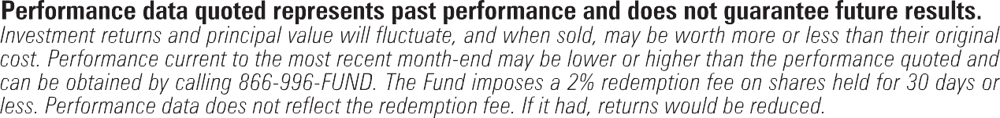 Performance data quoted represents past performance and does not guarantee future results.
Investment returns and principal value will fluctuate, and when sold, may be worth more or less than their original
cost. Performance current to the most recent month-end may be lower or higher than the performance quoted and
can be obtained by calling 866-996-FUND. The Fund imposes a 2% redemption fee on shares held for 30 days or
less. Performance data does not reflect the redemption fee. If it had, returns would be reduced.